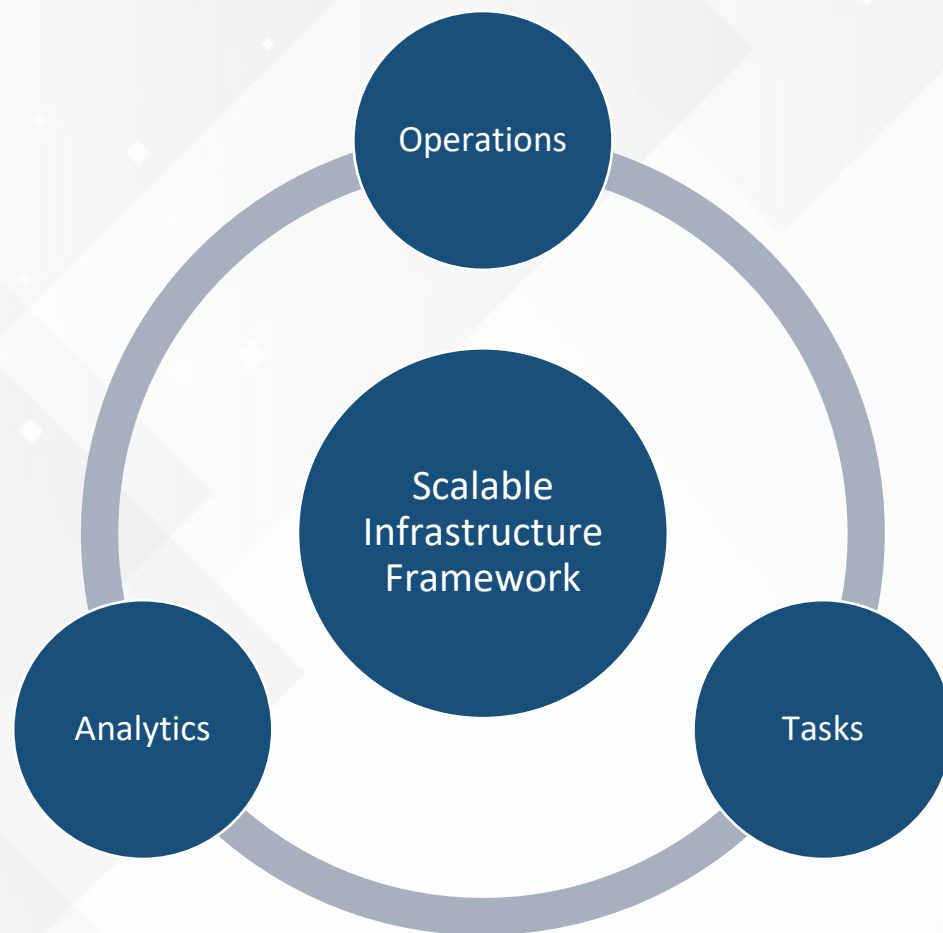 Operations
Scalable
Infrastructure
Framework
Analytics
Tasks